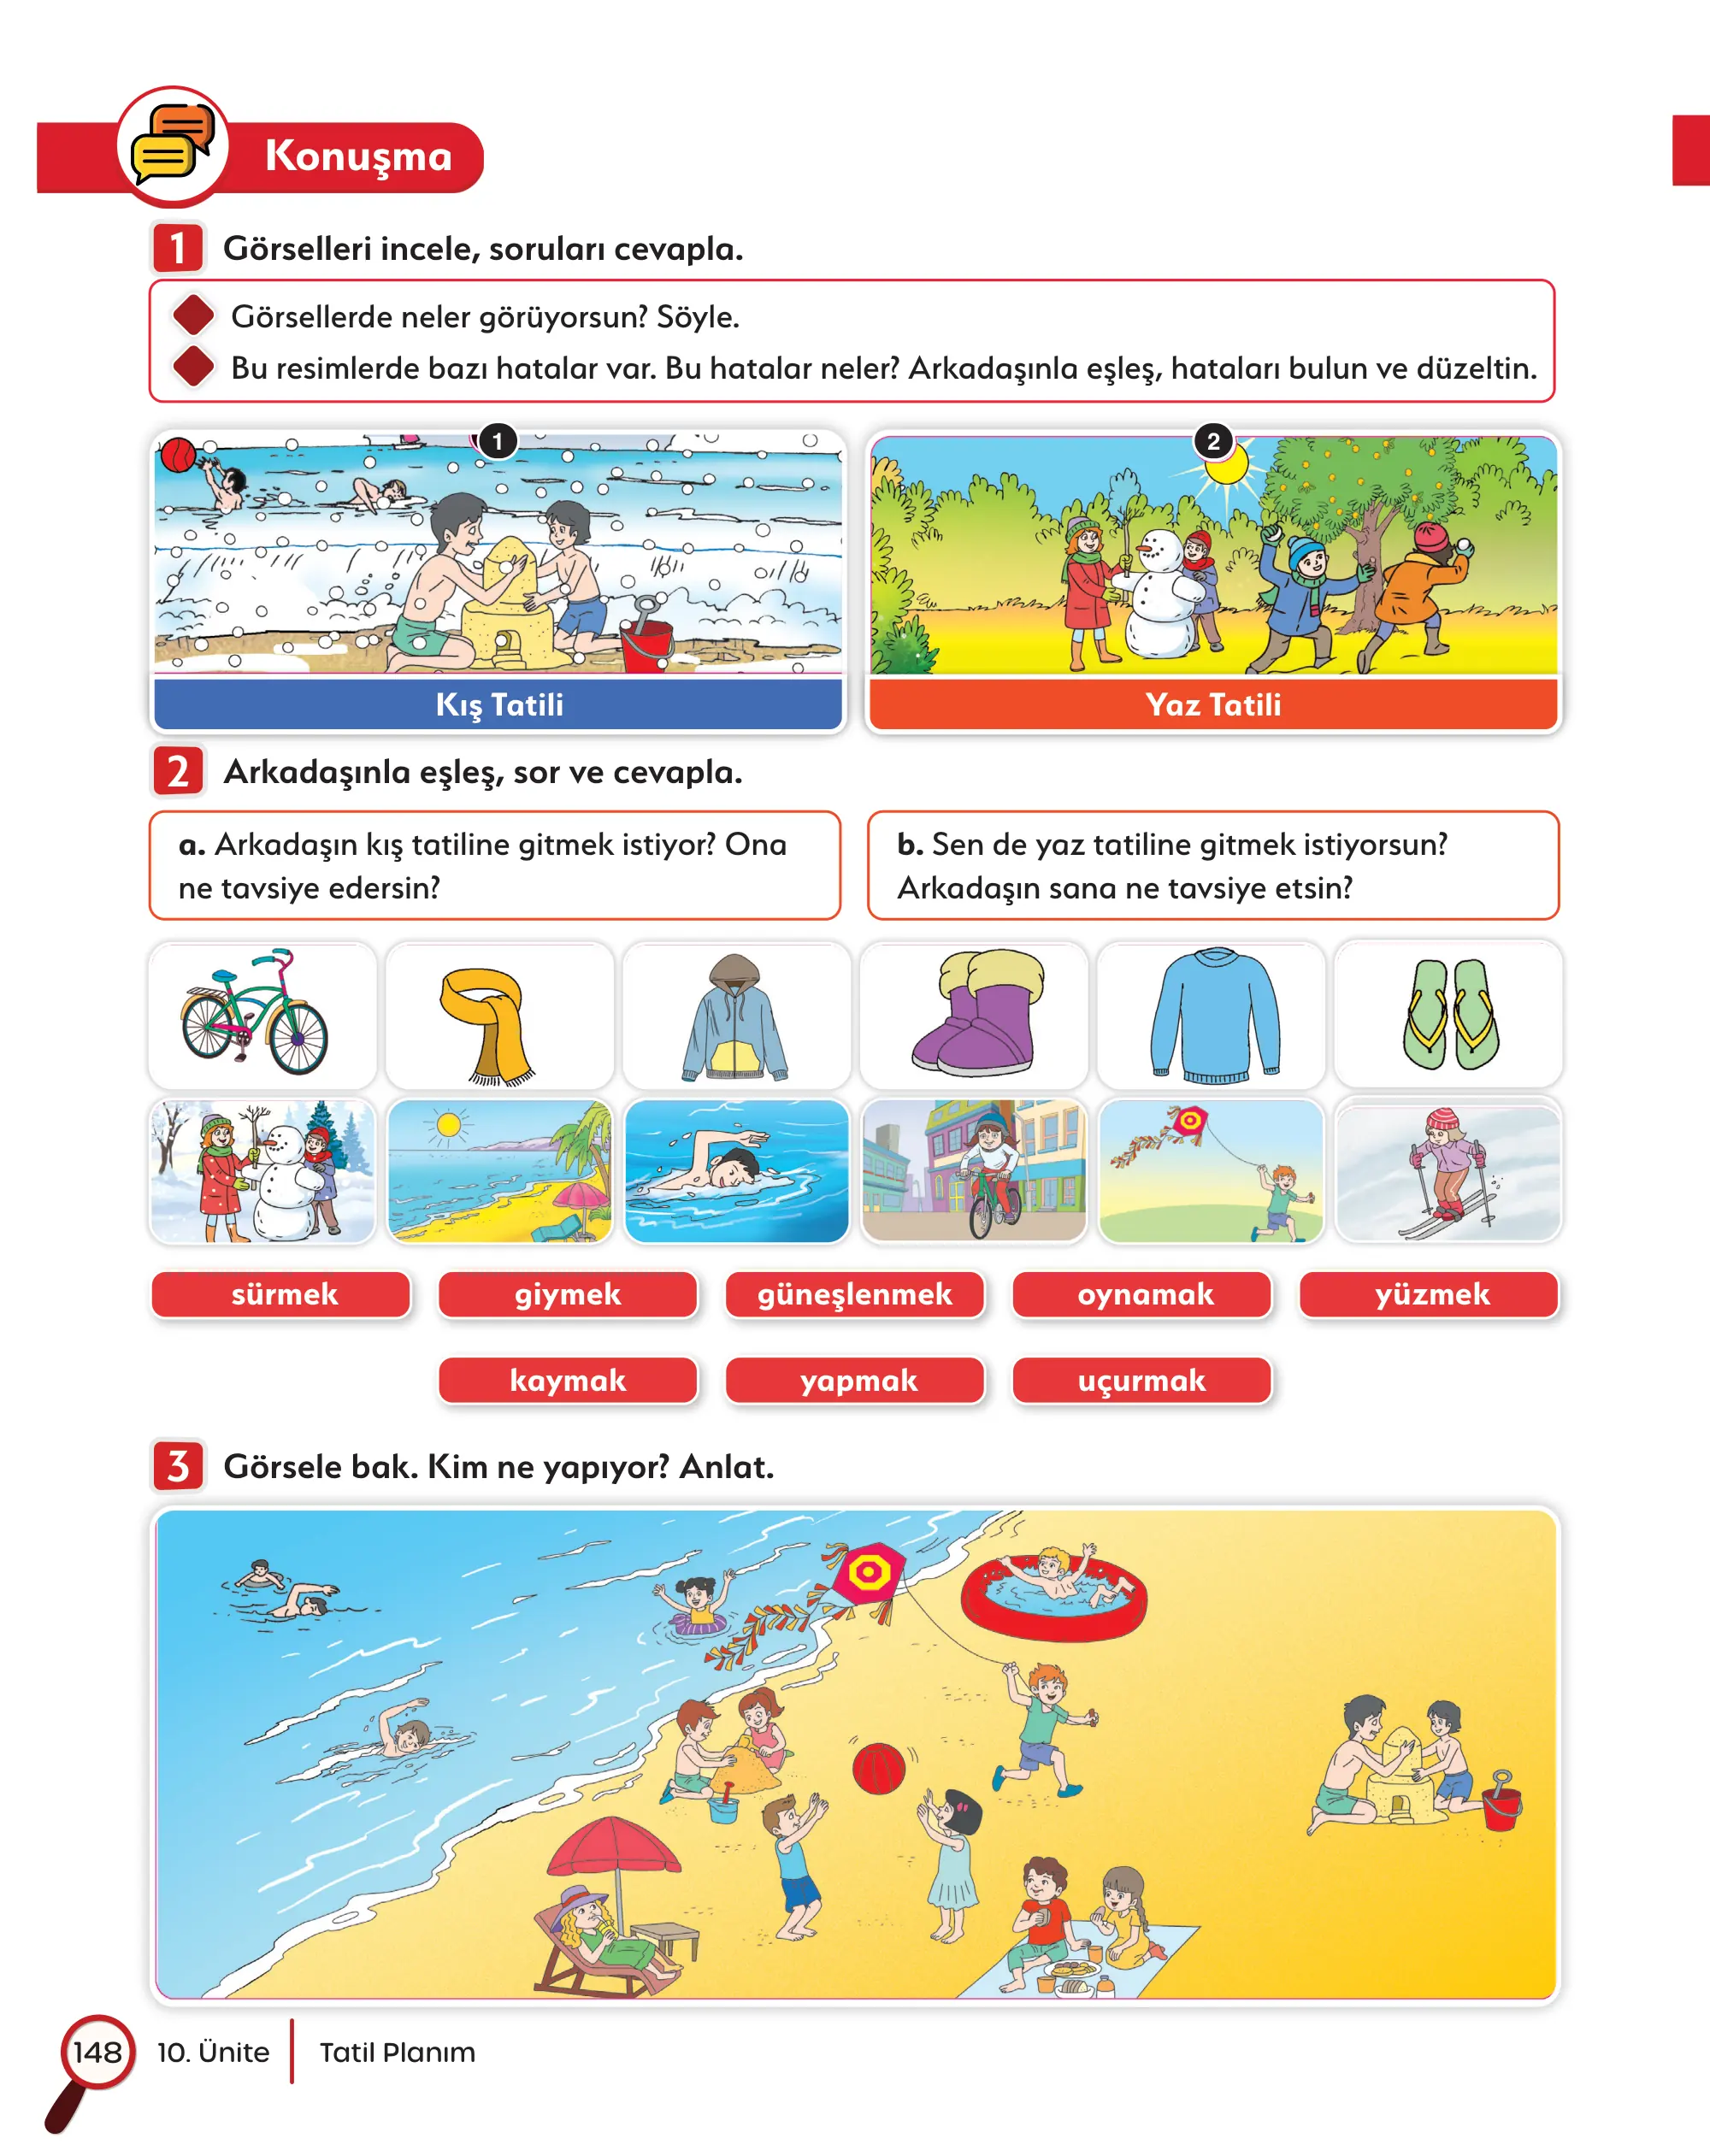 Konuşma
1 Görselleri incele, soruları cevapla.
Görsellerde neler görüyorsun? Söyle.
Bu resimlerde bazı hatalar var. Bu hatalar neler? Arkadaşınla eşleş, hataları bulun ve düzeltin.
1
2
Kış Tatili
Yaz Tatili
2 Arkadaşınla eşleş, sor ve cevapla.
a. Arkadaşın kış tatiline gitmek istiyor? Ona
ne tavsiye edersin?
b. Sen de yaz tatiline gitmek istiyorsun?
Arkadaşın sana ne tavsiye etsin?
sürmek
giymek
güneşlenmek
oynamak
yüzmek
kaymak
yapmak
uçurmak
3 Görsele bak. Kim ne yapıyor? Anlat.
148 10. Ünite Tatil Planım